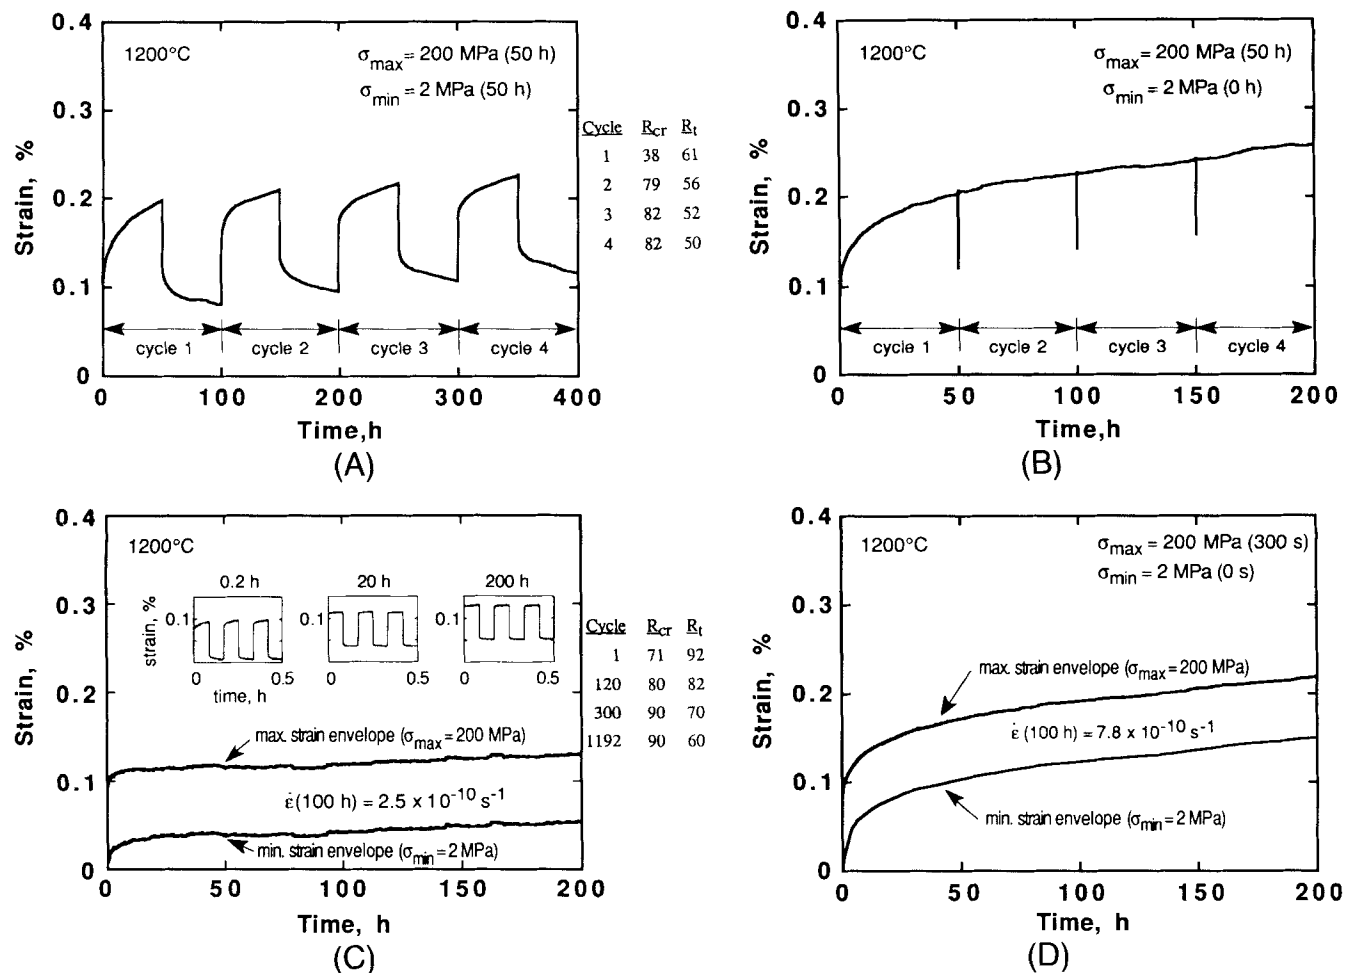 0.4
1200°C
σmax = 200 MPa (50 h)
σmin = 2 MPa (50 h)
0.3
Strain, %
0.2
0.1
0
cycle 1 cycle 2 cycle 3 cycle 4
0 100 200 300 400
Time,h
(A)
Cycle Rcr Rt
1 38 61
2 79 56
3 82 52
4 82 50
0.4
1200°C
σmax = 200 MPa (50 h)
σmin = 2 MPa (0 h)
0.3
Strain, %
0.2
0.1
0
cycle 1 cycle 2 cycle 3 cycle 4
0 50 100 150 200
Time,h
(B)
0.4
1200°C
0.2 h 20 h 200 h
0.1 0.1 0.1
strain, %
0 0.5 0 0.5 0 0.5
time, h
0.3
Strain, %
0.2
max. strain envelope (σmax = 200 MPa)
0.1
ε̇ (100 h) = 2.5 x 10⁻¹⁰ s⁻¹
min. strain envelope (σmin = 2 MPa)
0
0 50 100 150 200
Time, h
(C)
Cycle Rcr Rt
1 71 92
120 80 82
300 90 70
1192 90 60
0.4
1200°C
σmax = 200 MPa (300 s)
σmin = 2 MPa (0 s)
0.3
Strain, %
max. strain envelope (σmax = 200 MPa)
0.2
ε̇ (100 h) = 7.8 x 10⁻¹⁰ s⁻¹
0.1
min. strain envelope (σmin = 2 MPa)
0
0 50 100 150 200
Time, h
(D)